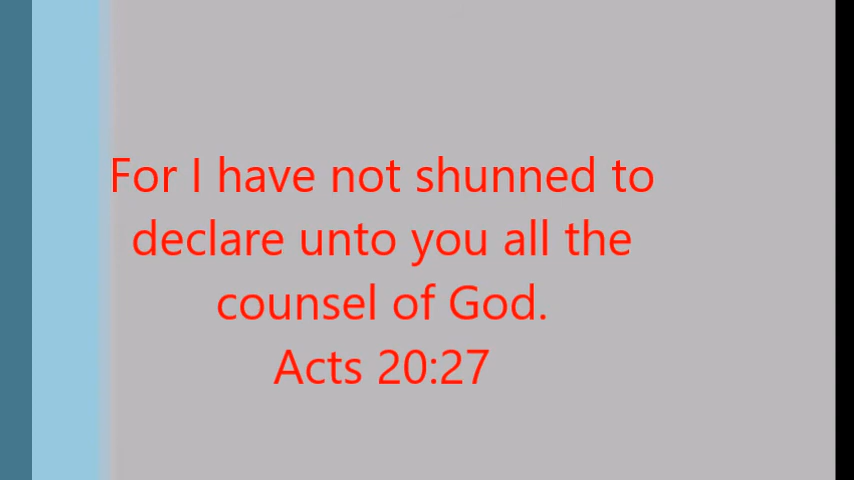 For I have not shunned to
declare unto you all the
counsel of God.
Acts 20:27